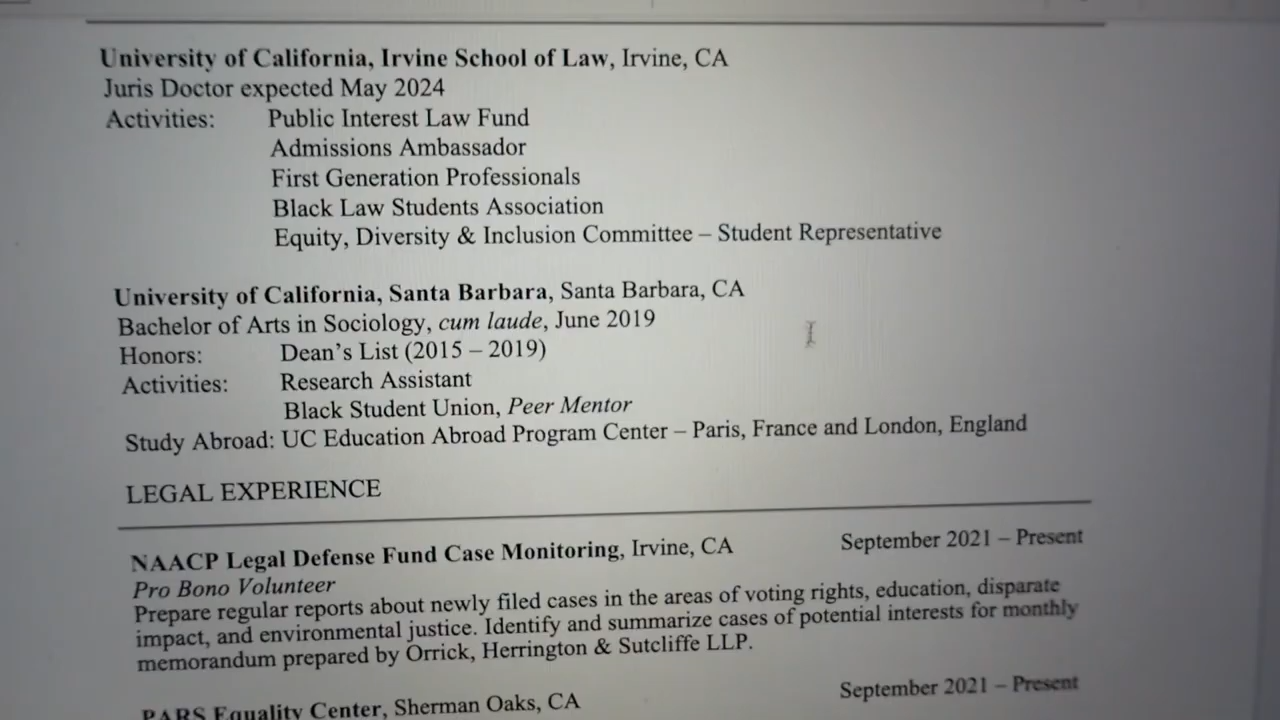 University of California, Irvine School of Law, Irvine, CA
Juris Doctor expected May 2024
Activities: Public Interest Law Fund
Admissions Ambassador
First Generation Professionals
Black Law Students Association
Equity, Diversity & Inclusion Committee – Student Representative
University of California, Santa Barbara, Santa Barbara, CA
Bachelor of Arts in Sociology, cum laude, June 2019
Honors: Dean’s List (2015 – 2019)
Activities: Research Assistant
Black Student Union, Peer Mentor
Study Abroad: UC Education Abroad Program Center – Paris, France and London, England
LEGAL EXPERIENCE
NAACP Legal Defense Fund Case Monitoring, Irvine, CA September 2021 – Present
Pro Bono Volunteer
Prepare regular reports about newly filed cases in the areas of voting rights, education, disparate
impact, and environmental justice. Identify and summarize cases of potential interests for monthly
memorandum prepared by Orrick, Herrington & Sutcliffe LLP.
PARS Equality Center, Sherman Oaks, CA September 2021 – Present